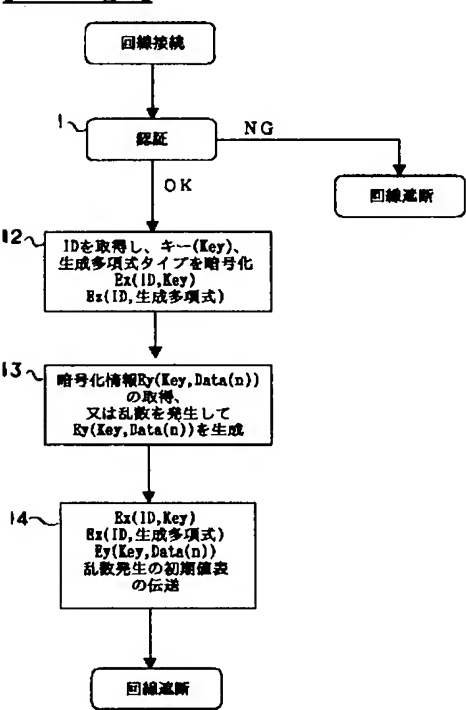 回線接続
1
認証
NG
OK
回線遮断
12
IDを取得し、キー(Key)、
生成多項式タイプを暗号化
Ex(ID,Key)
Ex(ID,生成多項式)
13
暗号化情報Ey(Key,Data(n))
の取得、
又は乱数を発生して
Ey(Key,Data(n))を生成
14
Ex(ID,Key)
Ex(ID,生成多項式)
Ey(Key,Data(n))
乱数発生の初期値表
の伝送
回線遮断